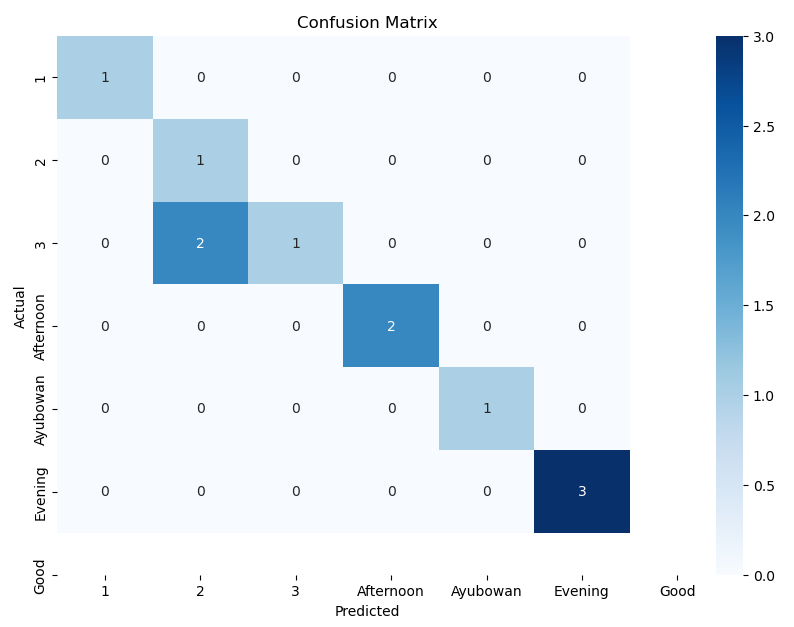 Confusion Matrix
1 1 0 0 0 0 0 3.0
2 0 1 0 0 0 0 2.5
3 0 2 1 0 0 0 2.0
Actual
Afternoon 0 0 0 2 0 0 1.5
Ayubowan 0 0 0 0 1 0 1.0
Evening 0 0 0 0 0 3 0.5
Good 0.0
1 2 3 Afternoon Ayubowan Evening Good
Predicted